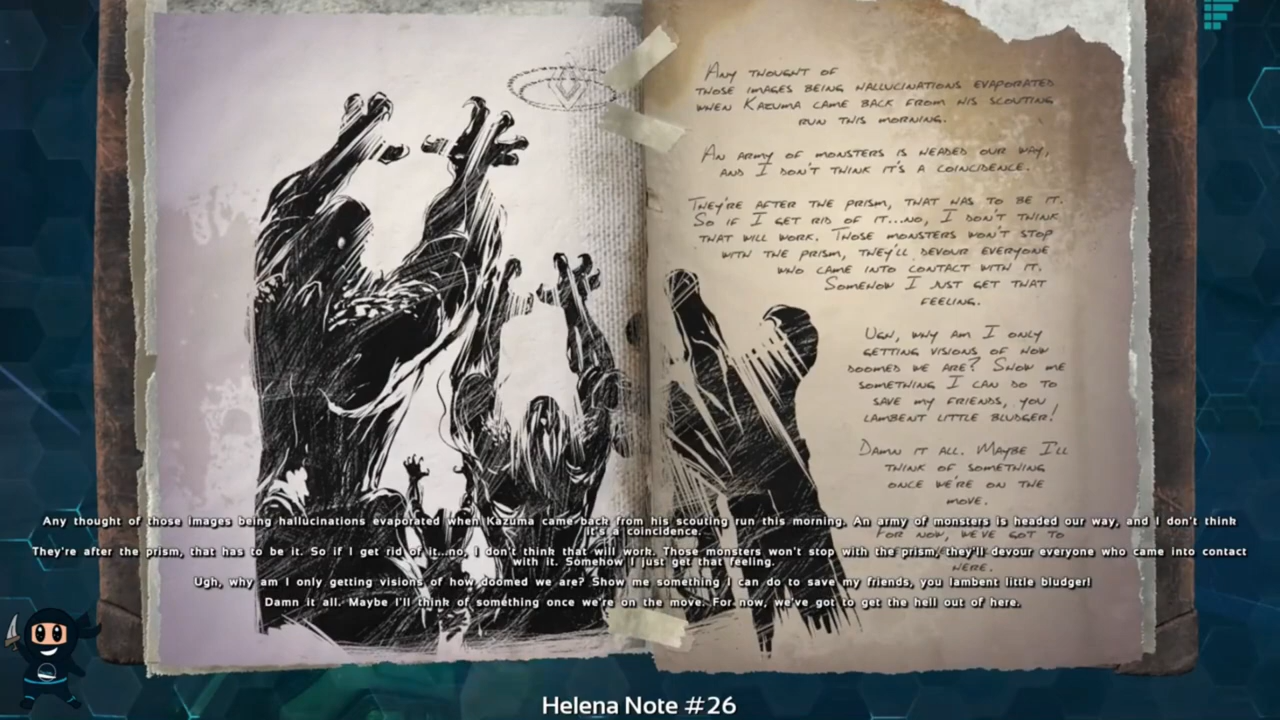 Any thought of
those images being hallucinations evaporated
when Kazuma came back from his scouting
run this morning.
An army of monsters is headed our way,
and I don't think it's a coincidence.
They're after the prism, that has to be it.
So if I get rid of it...no, I don't think
that will work. Those monsters won't stop
with the prism, they'll devour everyone
who came into contact with it.
Somehow I just get that
feeling.
Ugh, why am I only
getting visions of how
doomed we are? Show me
something I can do to
save my friends, you
lambent little bludger!
Damn it all. Maybe I'll
think of something
once we're on the
move.
For now, we've got to
here.
Any thought of those images being hallucinations evaporated when Kazuma came back from his scouting run this morning. An army of monsters is headed our way, and I don't think
it's a coincidence.
They're after the prism, that has to be it. So if I get rid of it...no, I don't think that will work. Those monsters won't stop with the prism, they'll devour everyone who came into contact
with it. Somehow I just get that feeling.
Ugh, why am I only getting visions of how doomed we are? Show me something I can do to save my friends, you lambent little bludger!
Damn it all. Maybe I'll think of something once we're on the move. For now, we've got to get the hell out of here.
Helena Note #26